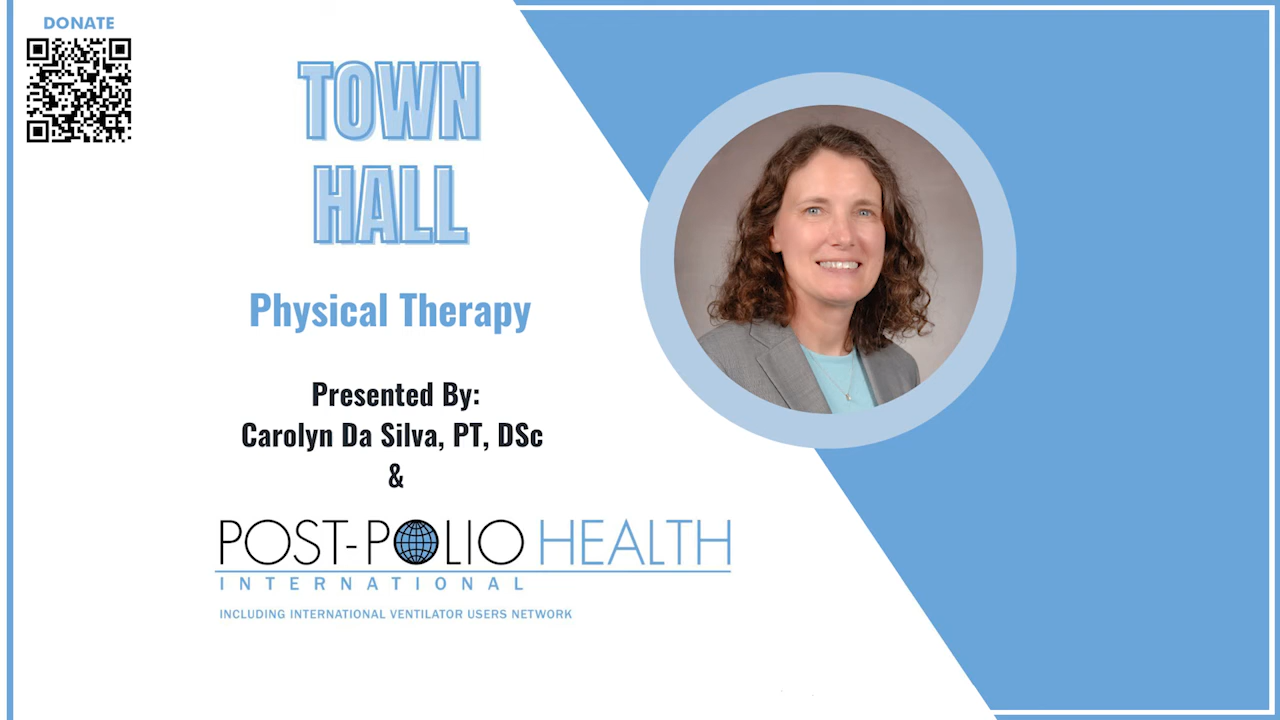 DONATE
TOWN
HALL
Physical Therapy
Presented By:
Carolyn Da Silva, PT, DSc
&
POST-POLIO HEALTH
INTERNATIONAL
INCLUDING INTERNATIONAL VENTILATOR USERS NETWORK